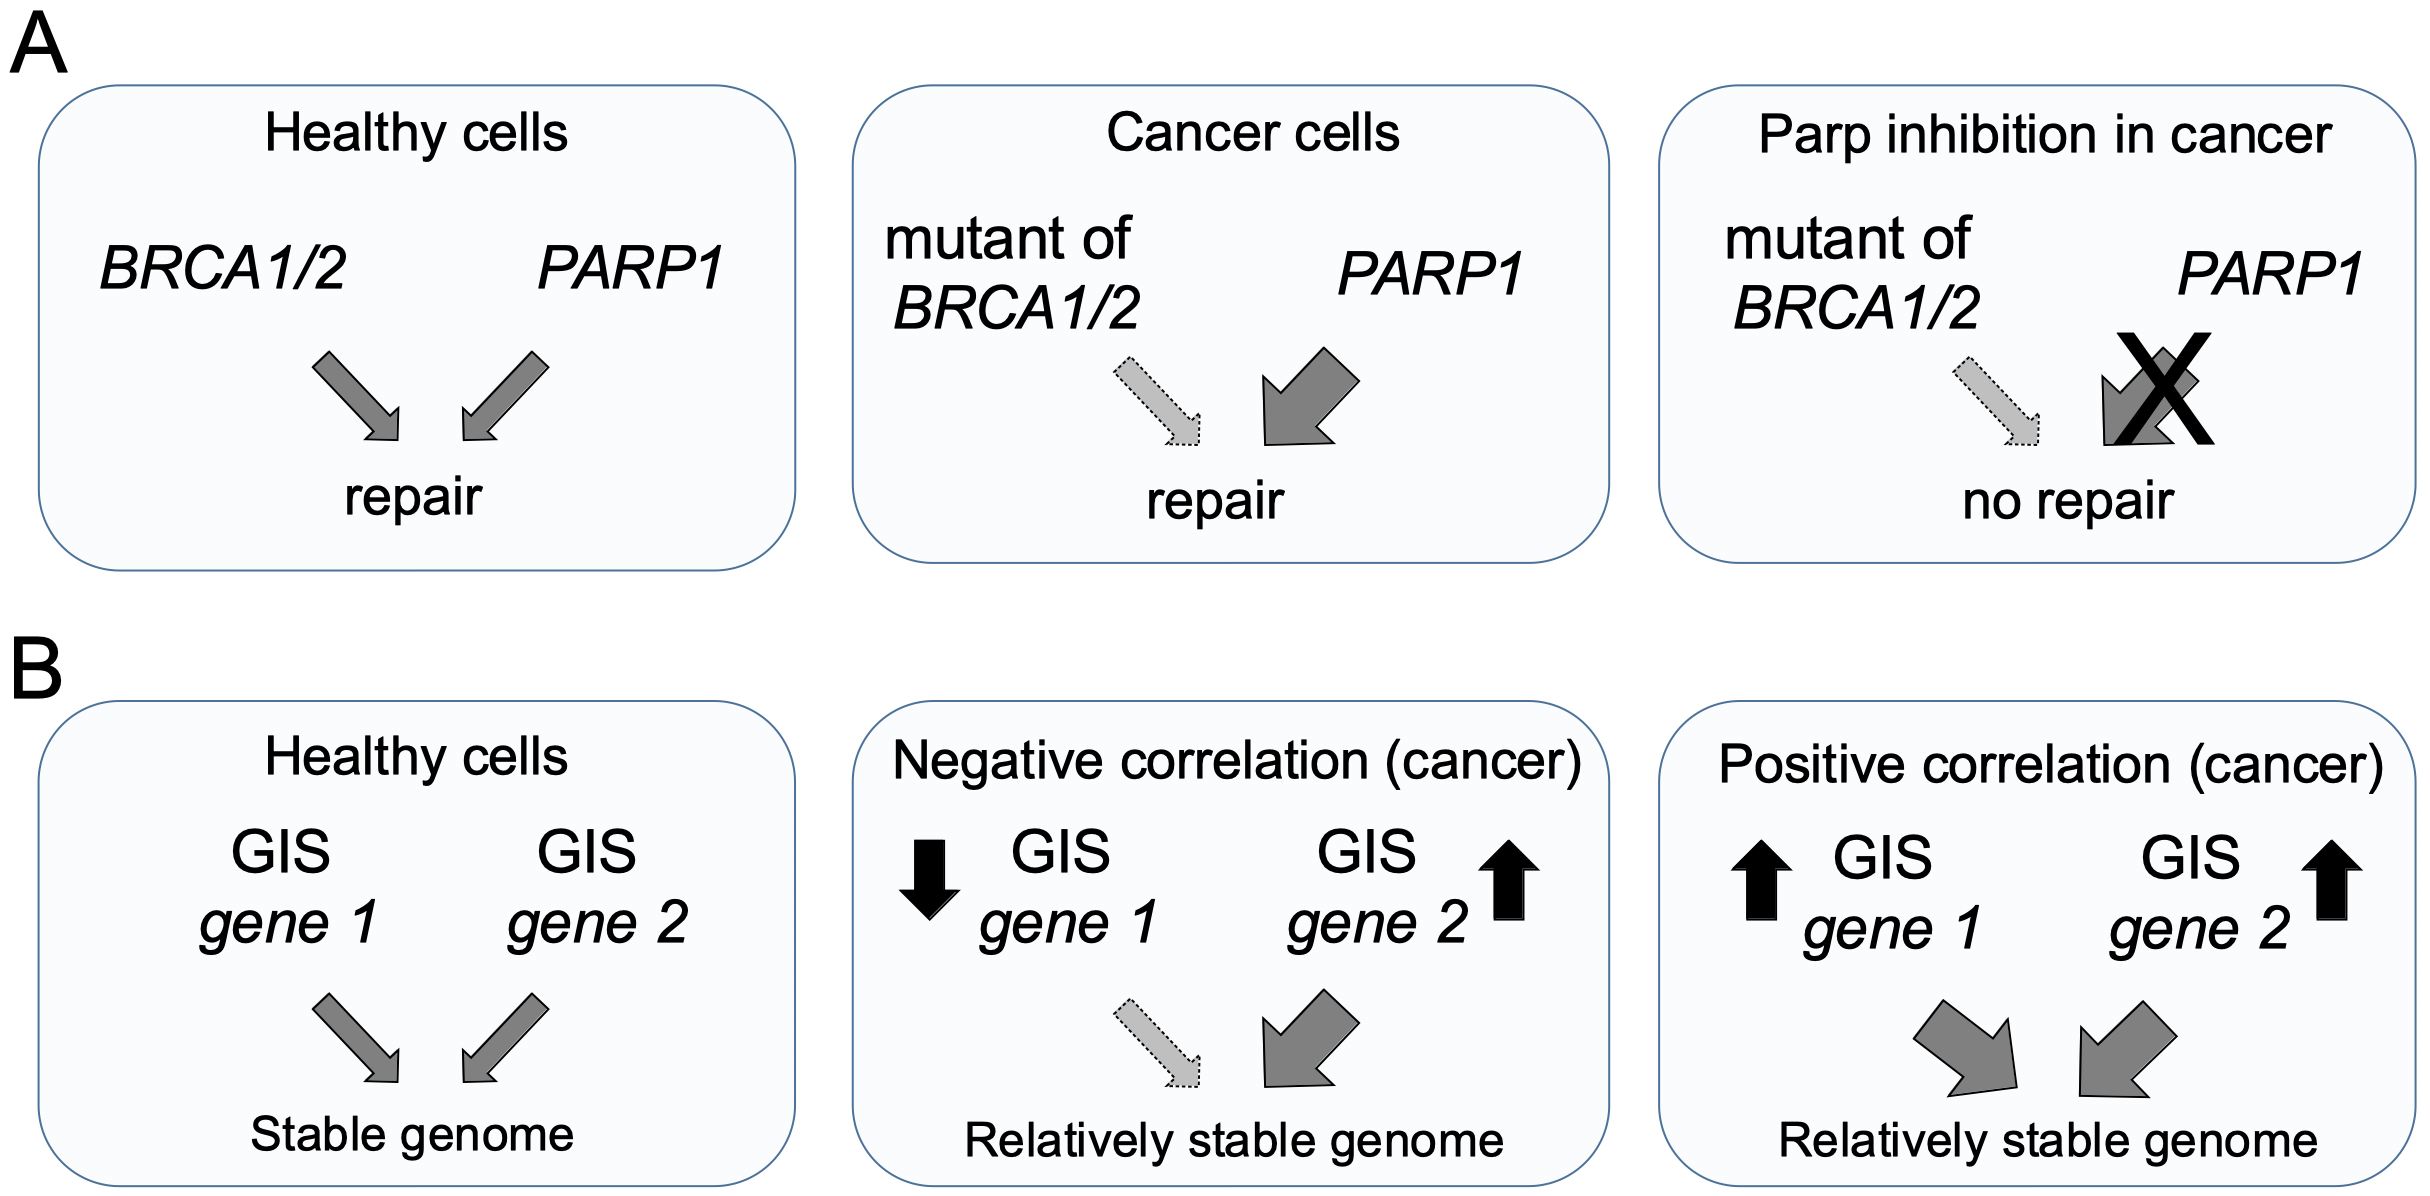 A
Healthy cells
BRCA1/2 PARP1
repair
Cancer cells
mutant of
BRCA1/2
PARP1
repair
Parp inhibition in cancer
mutant of
BRCA1/2
PARP1
X
no repair
B
Healthy cells
GIS GIS
gene 1 gene 2
Stable genome
Negative correlation (cancer)
GIS GIS
gene 1 gene 2
Relatively stable genome
Positive correlation (cancer)
GIS GIS
gene 1 gene 2
Relatively stable genome